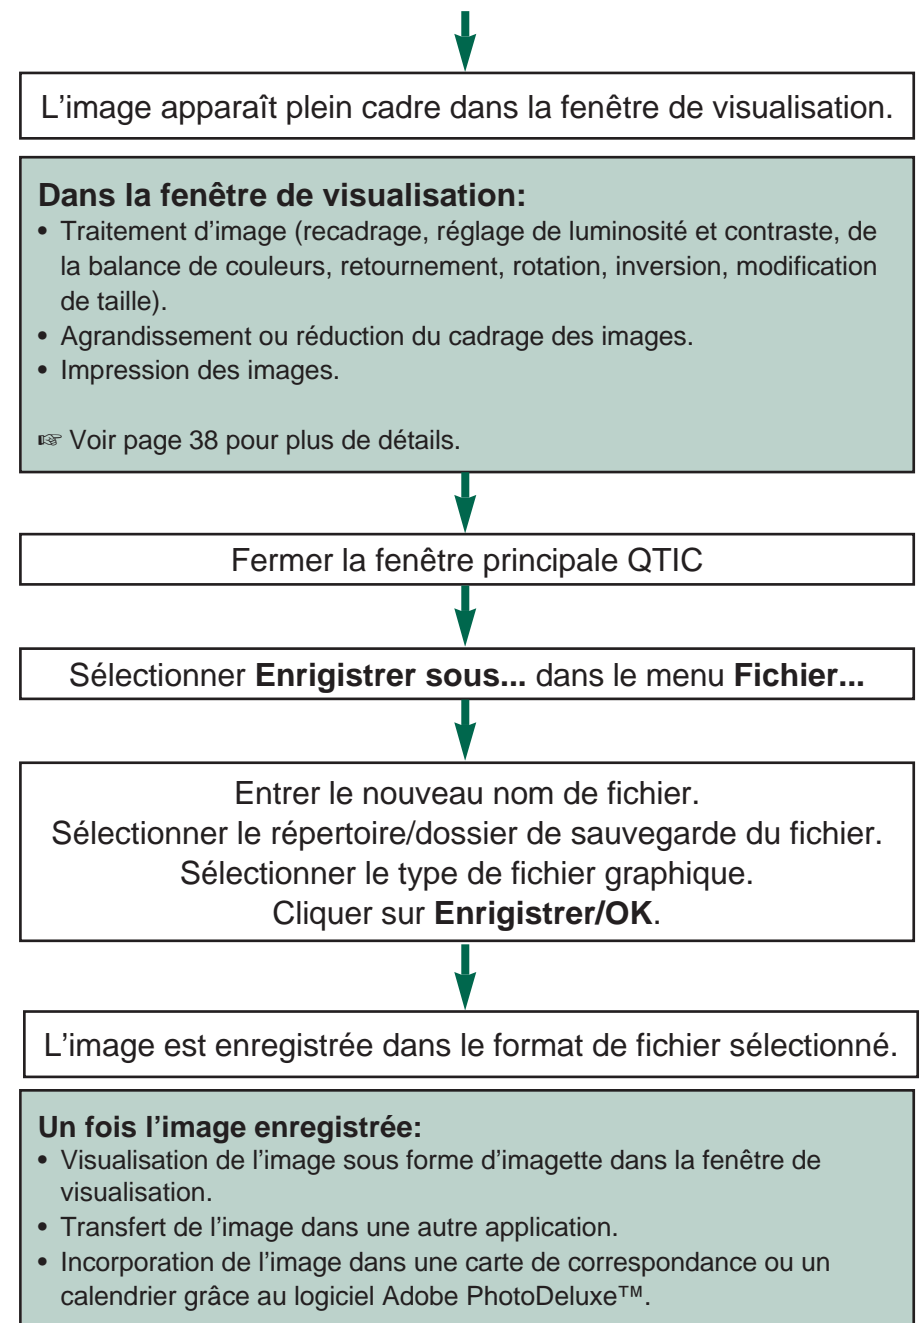 L’image apparaît plein cadre dans la fenêtre de visualisation.
Dans la fenêtre de visualisation:
• Traitement d’image (recadrage, réglage de luminosité et contraste, de
la balance de couleurs, retournement, rotation, inversion, modification
de taille).
• Agrandissement ou réduction du cadrage des images.
• Impression des images.
☞ Voir page 38 pour plus de détails.
Fermer la fenêtre principale QTIC
Sélectionner Enrigistrer sous... dans le menu Fichier...
Entrer le nouveau nom de fichier.
Sélectionner le répertoire/dossier de sauvegarde du fichier.
Sélectionner le type de fichier graphique.
Cliquer sur Enrigistrer/OK.
L’image est enregistrée dans le format de fichier sélectionné.
Un fois l’image enregistrée:
• Visualisation de l’image sous forme d’imagette dans la fenêtre de
visualisation.
• Transfert de l’image dans une autre application.
• Incorporation de l’image dans une carte de correspondance ou un
calendrier grâce au logiciel Adobe PhotoDeluxe™.